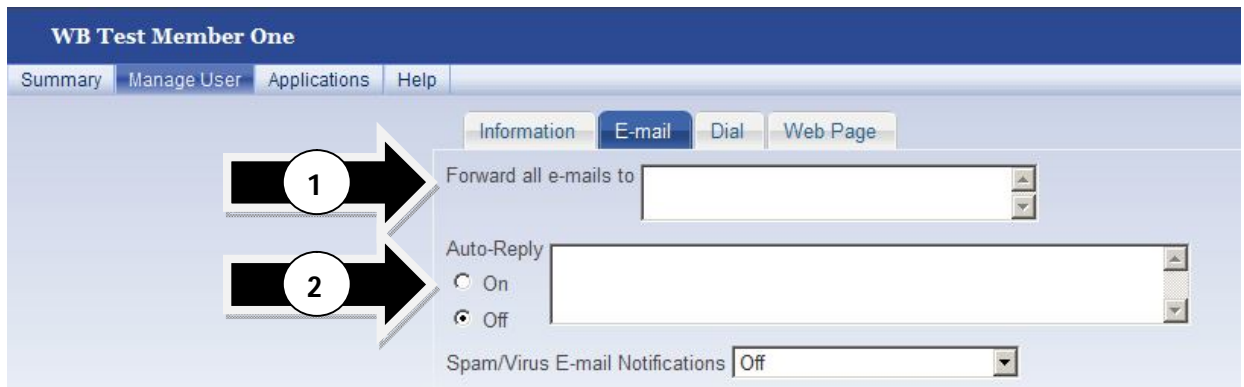 WB Test Member One
Summary Manage User Applications Help
Information E-mail Dial Web Page
1
Forward all e-mails to
Auto-Reply
2
On
Off
Spam/Virus E-mail Notifications Off